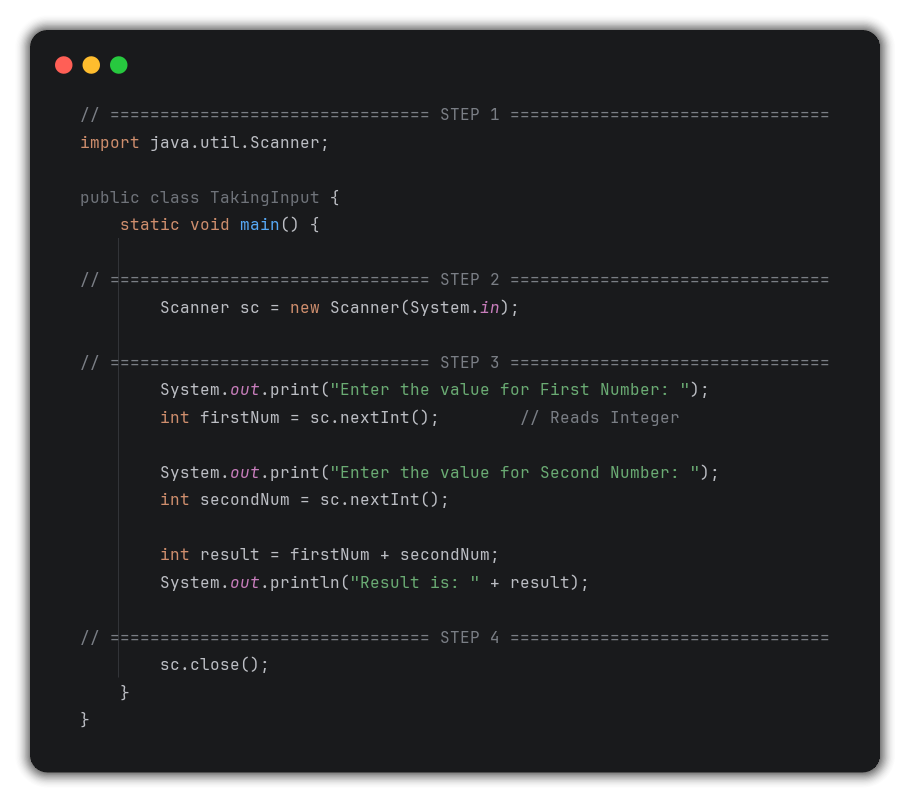 // ================================ STEP 1 ================================
import java.util.Scanner;
public class TakingInput {
    static void main() {
// ================================ STEP 2 ================================
        Scanner sc = new Scanner(System.in);
// ================================ STEP 3 ================================
        System.out.print("Enter the value for First Number: ");
        int firstNum = sc.nextInt();        // Reads Integer
        System.out.print("Enter the value for Second Number: ");
        int secondNum = sc.nextInt();
        int result = firstNum + secondNum;
        System.out.println("Result is: " + result);
// ================================ STEP 4 ================================
        sc.close();
    }
}